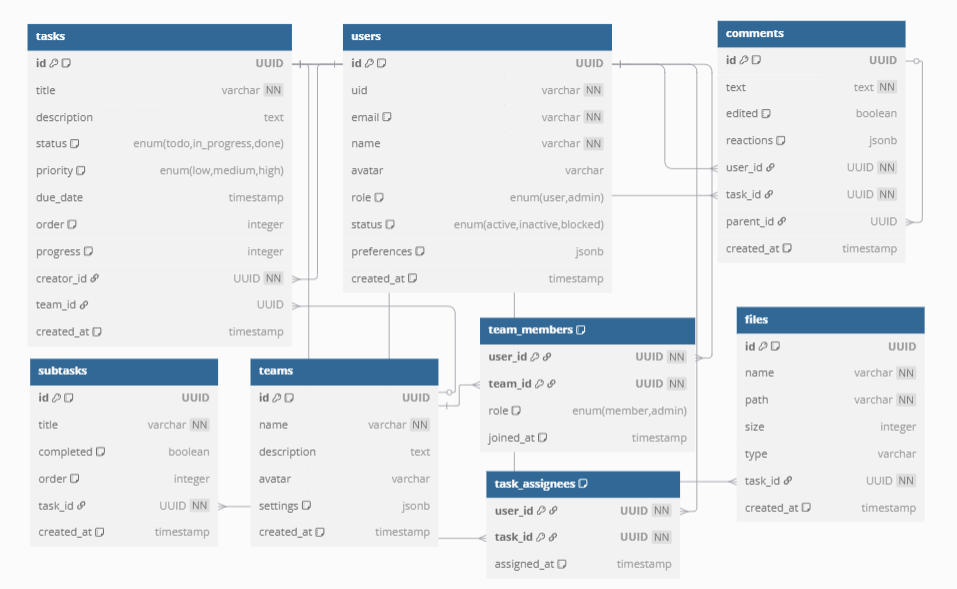 tasks
id UUID
title varchar NN
description text
status enum(todo,in_progress,done)
priority enum(low,medium,high)
due_date timestamp
order integer
progress integer
creator_id UUID NN
team_id UUID
created_at timestamp
users
id UUID
uid varchar NN
email varchar NN
name varchar NN
avatar varchar
role enum(user,admin)
status enum(active,inactive,blocked)
preferences jsonb
created_at timestamp
comments
id UUID
text text NN
edited boolean
reactions jsonb
user_id UUID NN
task_id UUID NN
parent_id UUID
created_at timestamp
subtasks
id UUID
title varchar NN
completed boolean
order integer
task_id UUID NN
created_at timestamp
teams
id UUID
name varchar NN
description text
avatar varchar
settings jsonb
created_at timestamp
team_members
user_id UUID NN
team_id UUID NN
role enum(member,admin)
joined_at timestamp
task_assignees
user_id UUID NN
task_id UUID NN
assigned_at timestamp
files
id UUID
name varchar NN
path varchar NN
size integer
type varchar
task_id UUID NN
created_at timestamp